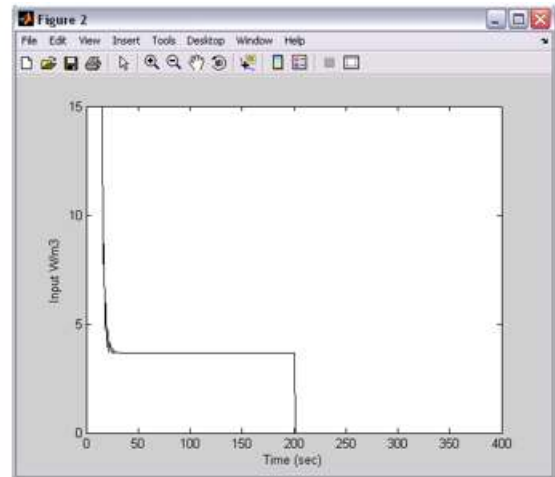 Figure 2
File Edit View Insert Tools Desktop Window Help
15
10
5
0
Input W/m3
0 50 100 150 200 250 300 350 400
Time (sec)